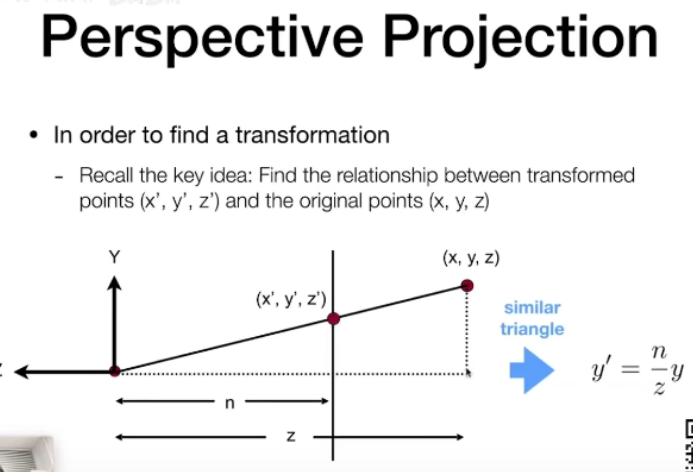 Perspective Projection
• In order to find a transformation
- Recall the key idea: Find the relationship between transformed
points (x', y', z') and the original points (x, y, z)
Y
(x, y, z)
(x', y', z')
similar
triangle
y' = n/z y
n
z